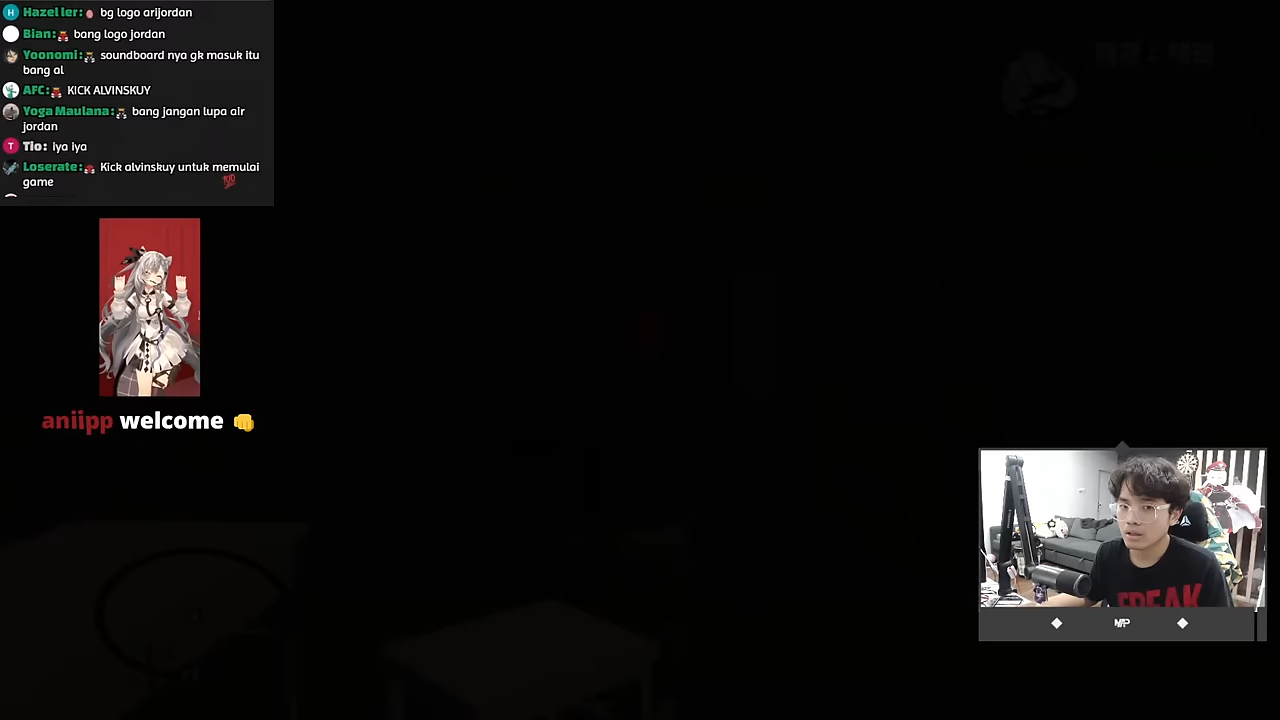 Hazel ler: bg logo arijordan
Bian: bang logo jordan
Yoonomi: soundboard nya gk masuk itu
bang al
AFC: KICK ALVINSKUY
Yoga Maulana: bang jangan lupa air
jordan
T Tio: iya iya
Loserate: Kick alvinskuy untuk memulai
game 💯
aniipp welcome 👊
FREAK